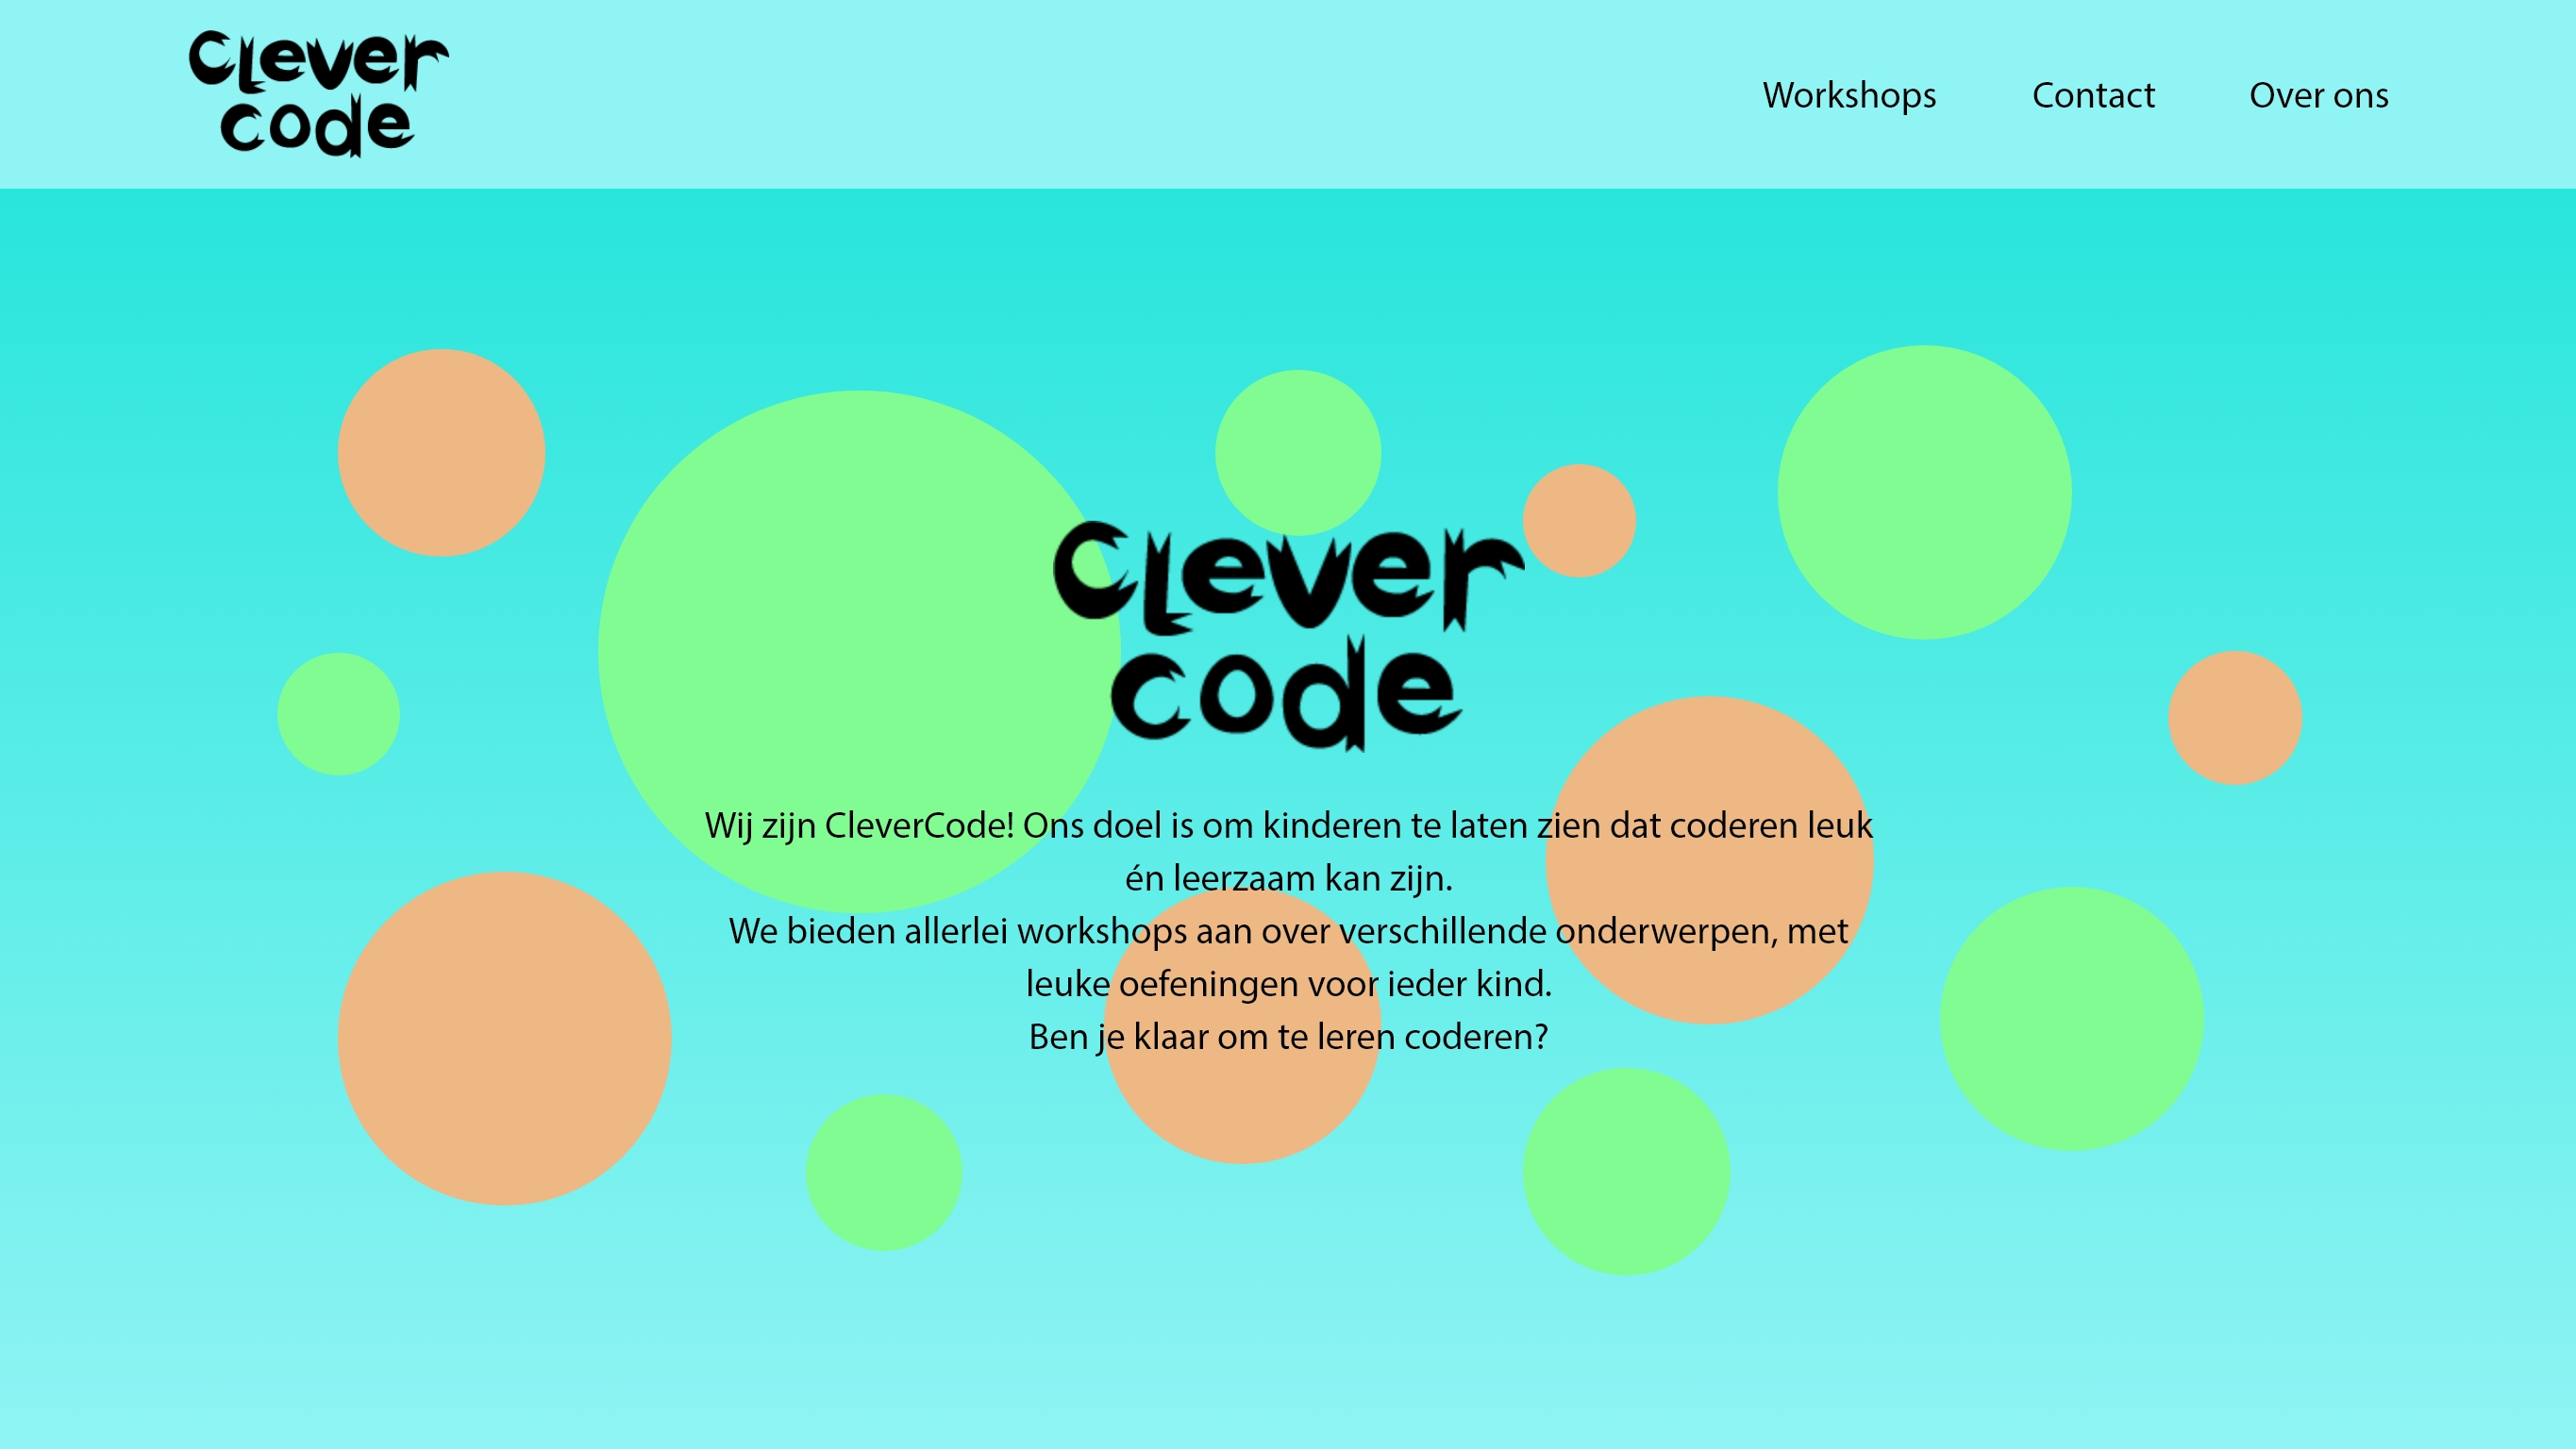 Clever
code
Workshops
Contact
Over ons
Clever
code
Wij zijn CleverCode! Ons doel is om kinderen te laten zien dat coderen leuk
én leerzaam kan zijn.
We bieden allerlei workshops aan over verschillende onderwerpen, met
leuke oefeningen voor ieder kind.
Ben je klaar om te leren coderen?